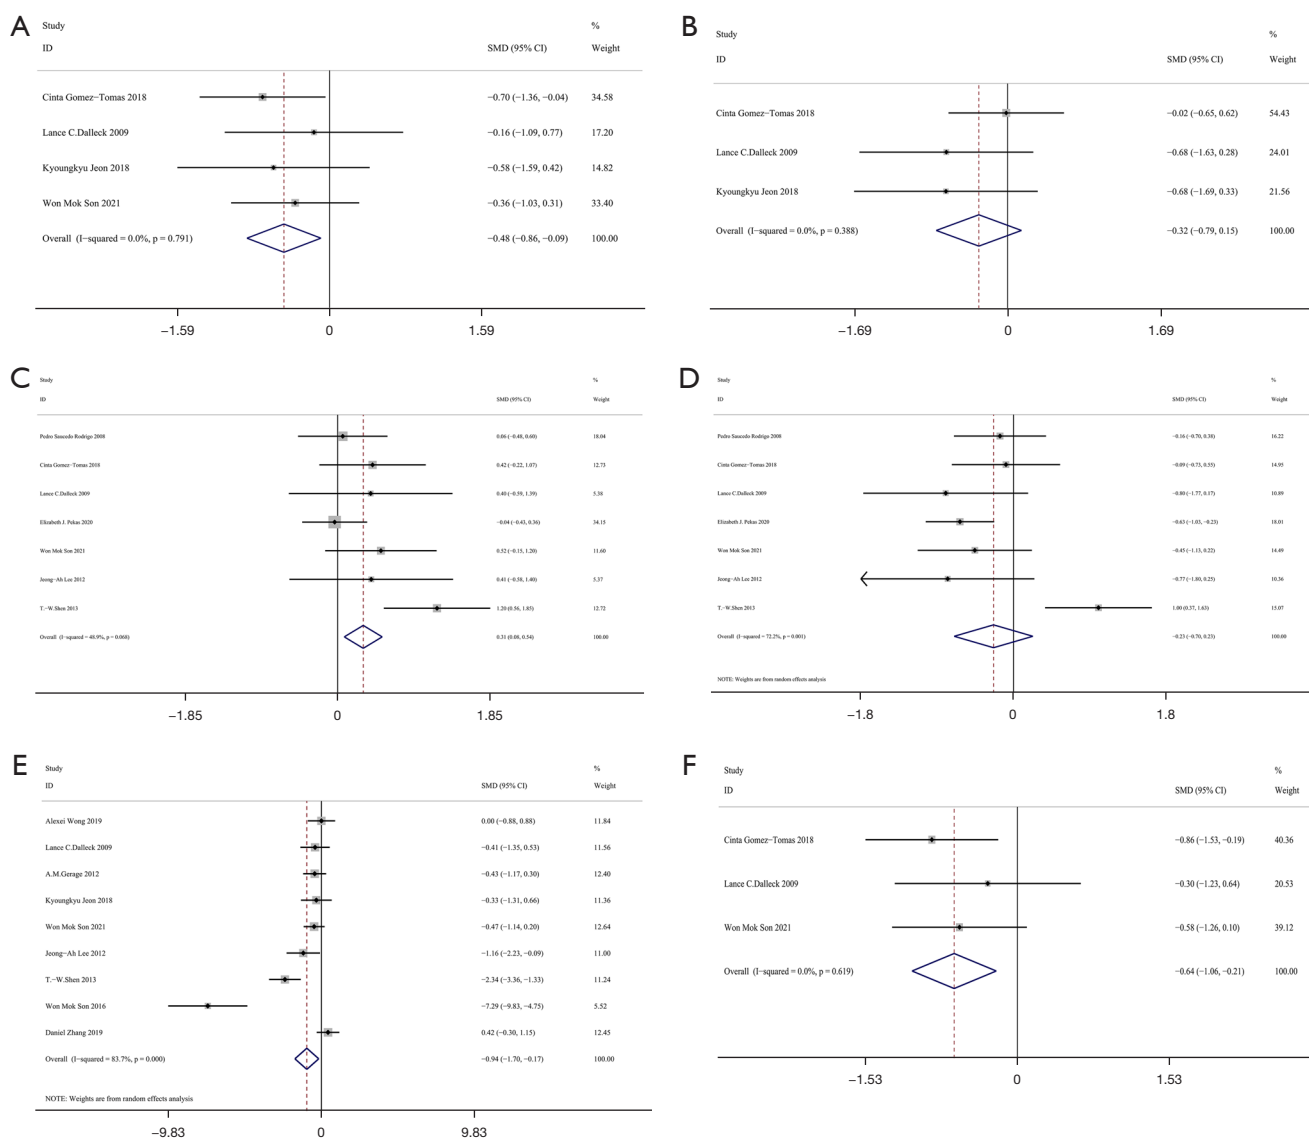 A
Study %
ID SMD (95% CI) Weight
Cinta Gomez−Tomas 2018 −0.70 (−1.36, −0.04) 34.58
Lance C.Dalleck 2009 −0.16 (−1.09, 0.77) 17.20
Kyoungkyu Jeon 2018 −0.58 (−1.59, 0.42) 14.82
Won Mok Son 2021 −0.36 (−1.03, 0.31) 33.40
Overall (I−squared = 0.0%, p = 0.791) −0.48 (−0.86, −0.09) 100.00
−1.59 0 1.59
B
Study %
ID SMD (95% CI) Weight
Cinta Gomez−Tomas 2018 −0.02 (−0.65, 0.62) 54.43
Lance C.Dalleck 2009 −0.68 (−1.63, 0.28) 24.01
Kyoungkyu Jeon 2018 −0.68 (−1.69, 0.33) 21.56
Overall (I−squared = 0.0%, p = 0.388) −0.32 (−0.79, 0.15) 100.00
−1.69 0 1.69
C
Study %
ID SMD (95% CI) Weight
Pedro Saucedo Rodrigo 2008 0.06 (−0.48, 0.60) 18.04
Cinta Gomez−Tomas 2018 0.42 (−0.22, 1.07) 12.73
Lance C.Dalleck 2009 0.40 (−0.59, 1.39) 5.38
Elizabeth J. Pekas 2020 −0.04 (−0.43, 0.36) 34.15
Won Mok Son 2021 0.52 (−0.15, 1.20) 11.60
Jeong−Ah Lee 2012 0.41 (−0.58, 1.40) 5.37
T.−W.Shen 2013 1.20 (0.56, 1.85) 12.72
Overall (I−squared = 48.9%, p = 0.068) 0.31 (0.08, 0.54) 100.00
−1.85 0 1.85
D
Study %
ID SMD (95% CI) Weight
Pedro Saucedo Rodrigo 2008 −0.16 (−0.70, 0.38) 16.22
Cinta Gomez−Tomas 2018 −0.09 (−0.73, 0.55) 14.95
Lance C.Dalleck 2009 −0.80 (−1.77, 0.17) 10.89
Elizabeth J. Pekas 2020 −0.63 (−1.03, −0.23) 18.01
Won Mok Son 2021 −0.45 (−1.13, 0.22) 14.49
Jeong−Ah Lee 2012 −0.77 (−1.80, 0.25) 10.36
T.−W.Shen 2013 1.00 (0.37, 1.63) 15.07
Overall (I−squared = 72.2%, p = 0.001) −0.23 (−0.70, 0.23) 100.00
NOTE: Weights are from random effects analysis
−1.8 0 1.8
E
Study %
ID SMD (95% CI) Weight
Alexei Wong 2019 0.00 (−0.88, 0.88) 11.84
Lance C.Dalleck 2009 −0.41 (−1.35, 0.53) 11.56
A.M.Gerage 2012 −0.43 (−1.17, 0.30) 12.40
Kyoungkyu Jeon 2018 −0.33 (−1.31, 0.66) 11.36
Won Mok Son 2021 −0.47 (−1.14, 0.20) 12.64
Jeong−Ah Lee 2012 −1.16 (−2.23, −0.09) 11.00
T.−W.Shen 2013 −2.34 (−3.36, −1.33) 11.24
Won Mok Son 2016 −7.29 (−9.83, −4.75) 5.52
Daniel Zhang 2019 0.42 (−0.30, 1.15) 12.45
Overall (I−squared = 83.7%, p = 0.000) −0.94 (−1.70, −0.17) 100.00
NOTE: Weights are from random effects analysis
−9.83 0 9.83
F
Study %
ID SMD (95% CI) Weight
Cinta Gomez−Tomas 2018 −0.86 (−1.53, −0.19) 40.36
Lance C.Dalleck 2009 −0.30 (−1.23, 0.64) 20.53
Won Mok Son 2021 −0.58 (−1.26, 0.10) 39.12
Overall (I−squared = 0.0%, p = 0.619) −0.64 (−1.06, −0.21) 100.00
−1.53 0 1.53